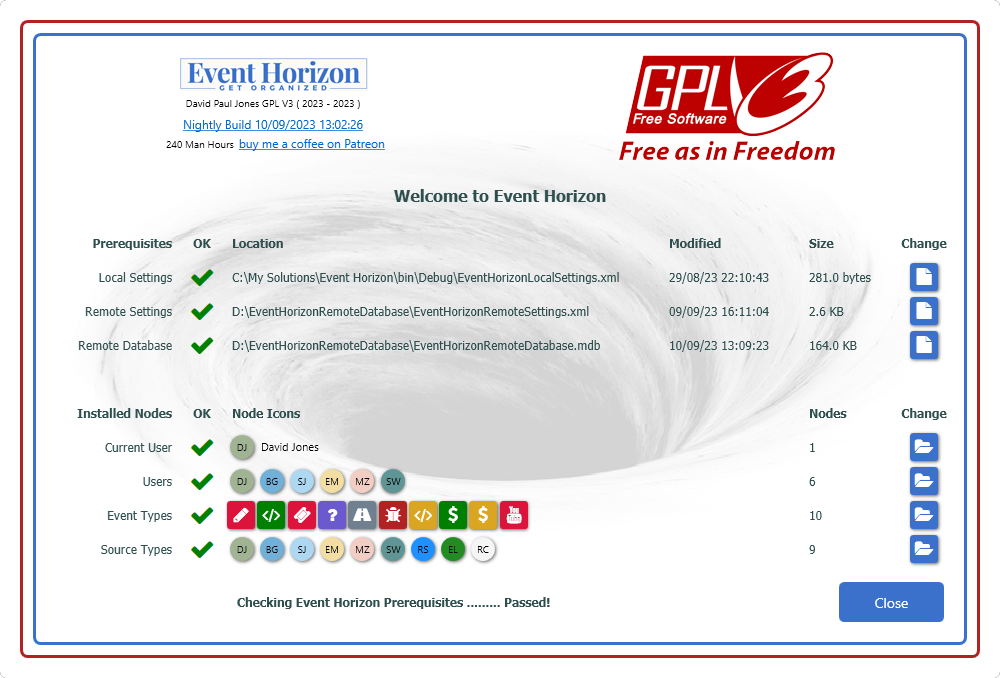 Event Horizon
GET ORGANIZED
David Paul Jones GPL V3 ( 2023 - 2023 )
Nightly Build 10/09/2023 13:02:26
240 Man Hours buy me a coffee on Patreon
GPL V3
Free Software
Free as in Freedom
Welcome to Event Horizon
Prerequisites OK Location Modified Size Change
Local Settings C:\My Solutions\Event Horizon\bin\Debug\EventHorizonLocalSettings.xml 29/08/23 22:10:43 281.0 bytes
Remote Settings D:\EventHorizonRemoteDatabase\EventHorizonRemoteSettings.xml 09/09/23 16:11:04 2.6 KB
Remote Database D:\EventHorizonRemoteDatabase\EventHorizonRemoteDatabase.mdb 10/09/23 13:09:23 164.0 KB
Installed Nodes OK Node Icons Nodes Change
Current User DJ David Jones 1
Users DJ BG SJ EM MZ SW 6
Event Types </> ? </> $ $ You Tube 10
Source Types DJ BG SJ EM MZ SW RS EL RC 9
Checking Event Horizon Prerequisites ......... Passed!
Close